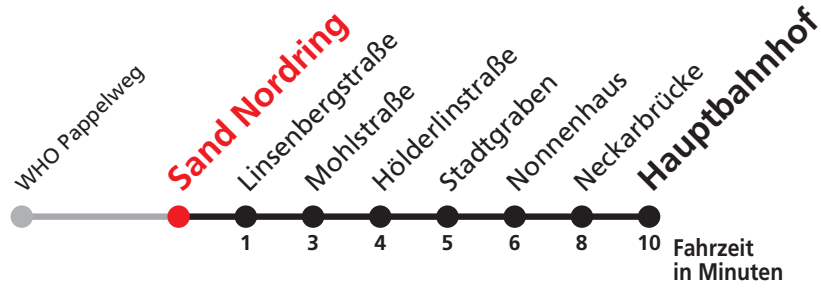 WHO Pappelweg
Sand Nordring
Linsenbergstraße
Mohlstraße
Hölderlinstraße
Stadtgraben
Nonnenhaus
Neckarbrücke
Hauptbahnhof
1 3 4 5 6 8 10
Fahrzeit
in Minuten